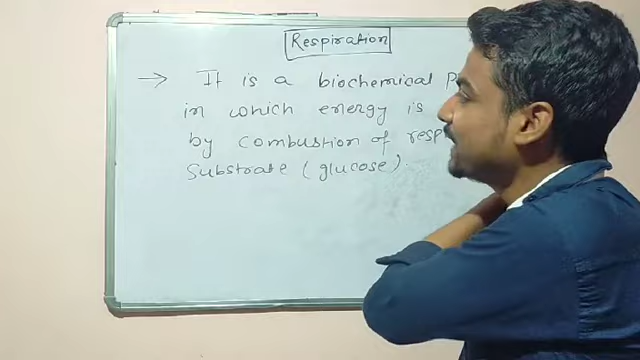 Respiration
→ It is a biochemical
in which energy is
by combustion of resp
substrate (glucose).